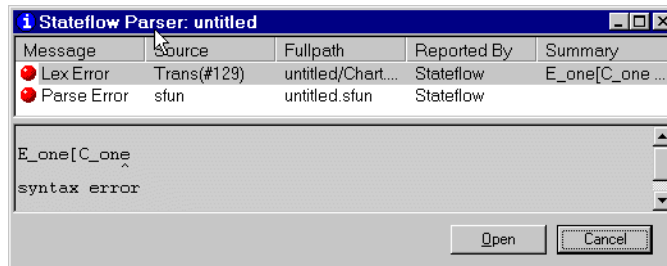 Stateflow Parser: untitled
Message Source Fullpath Reported By Summary
Lex Error Trans(#129) untitled/Chart.... Stateflow E_one[C_one ...
Parse Error sfun untitled.sfun Stateflow
E_one[C_one
^
syntax error
Open Cancel